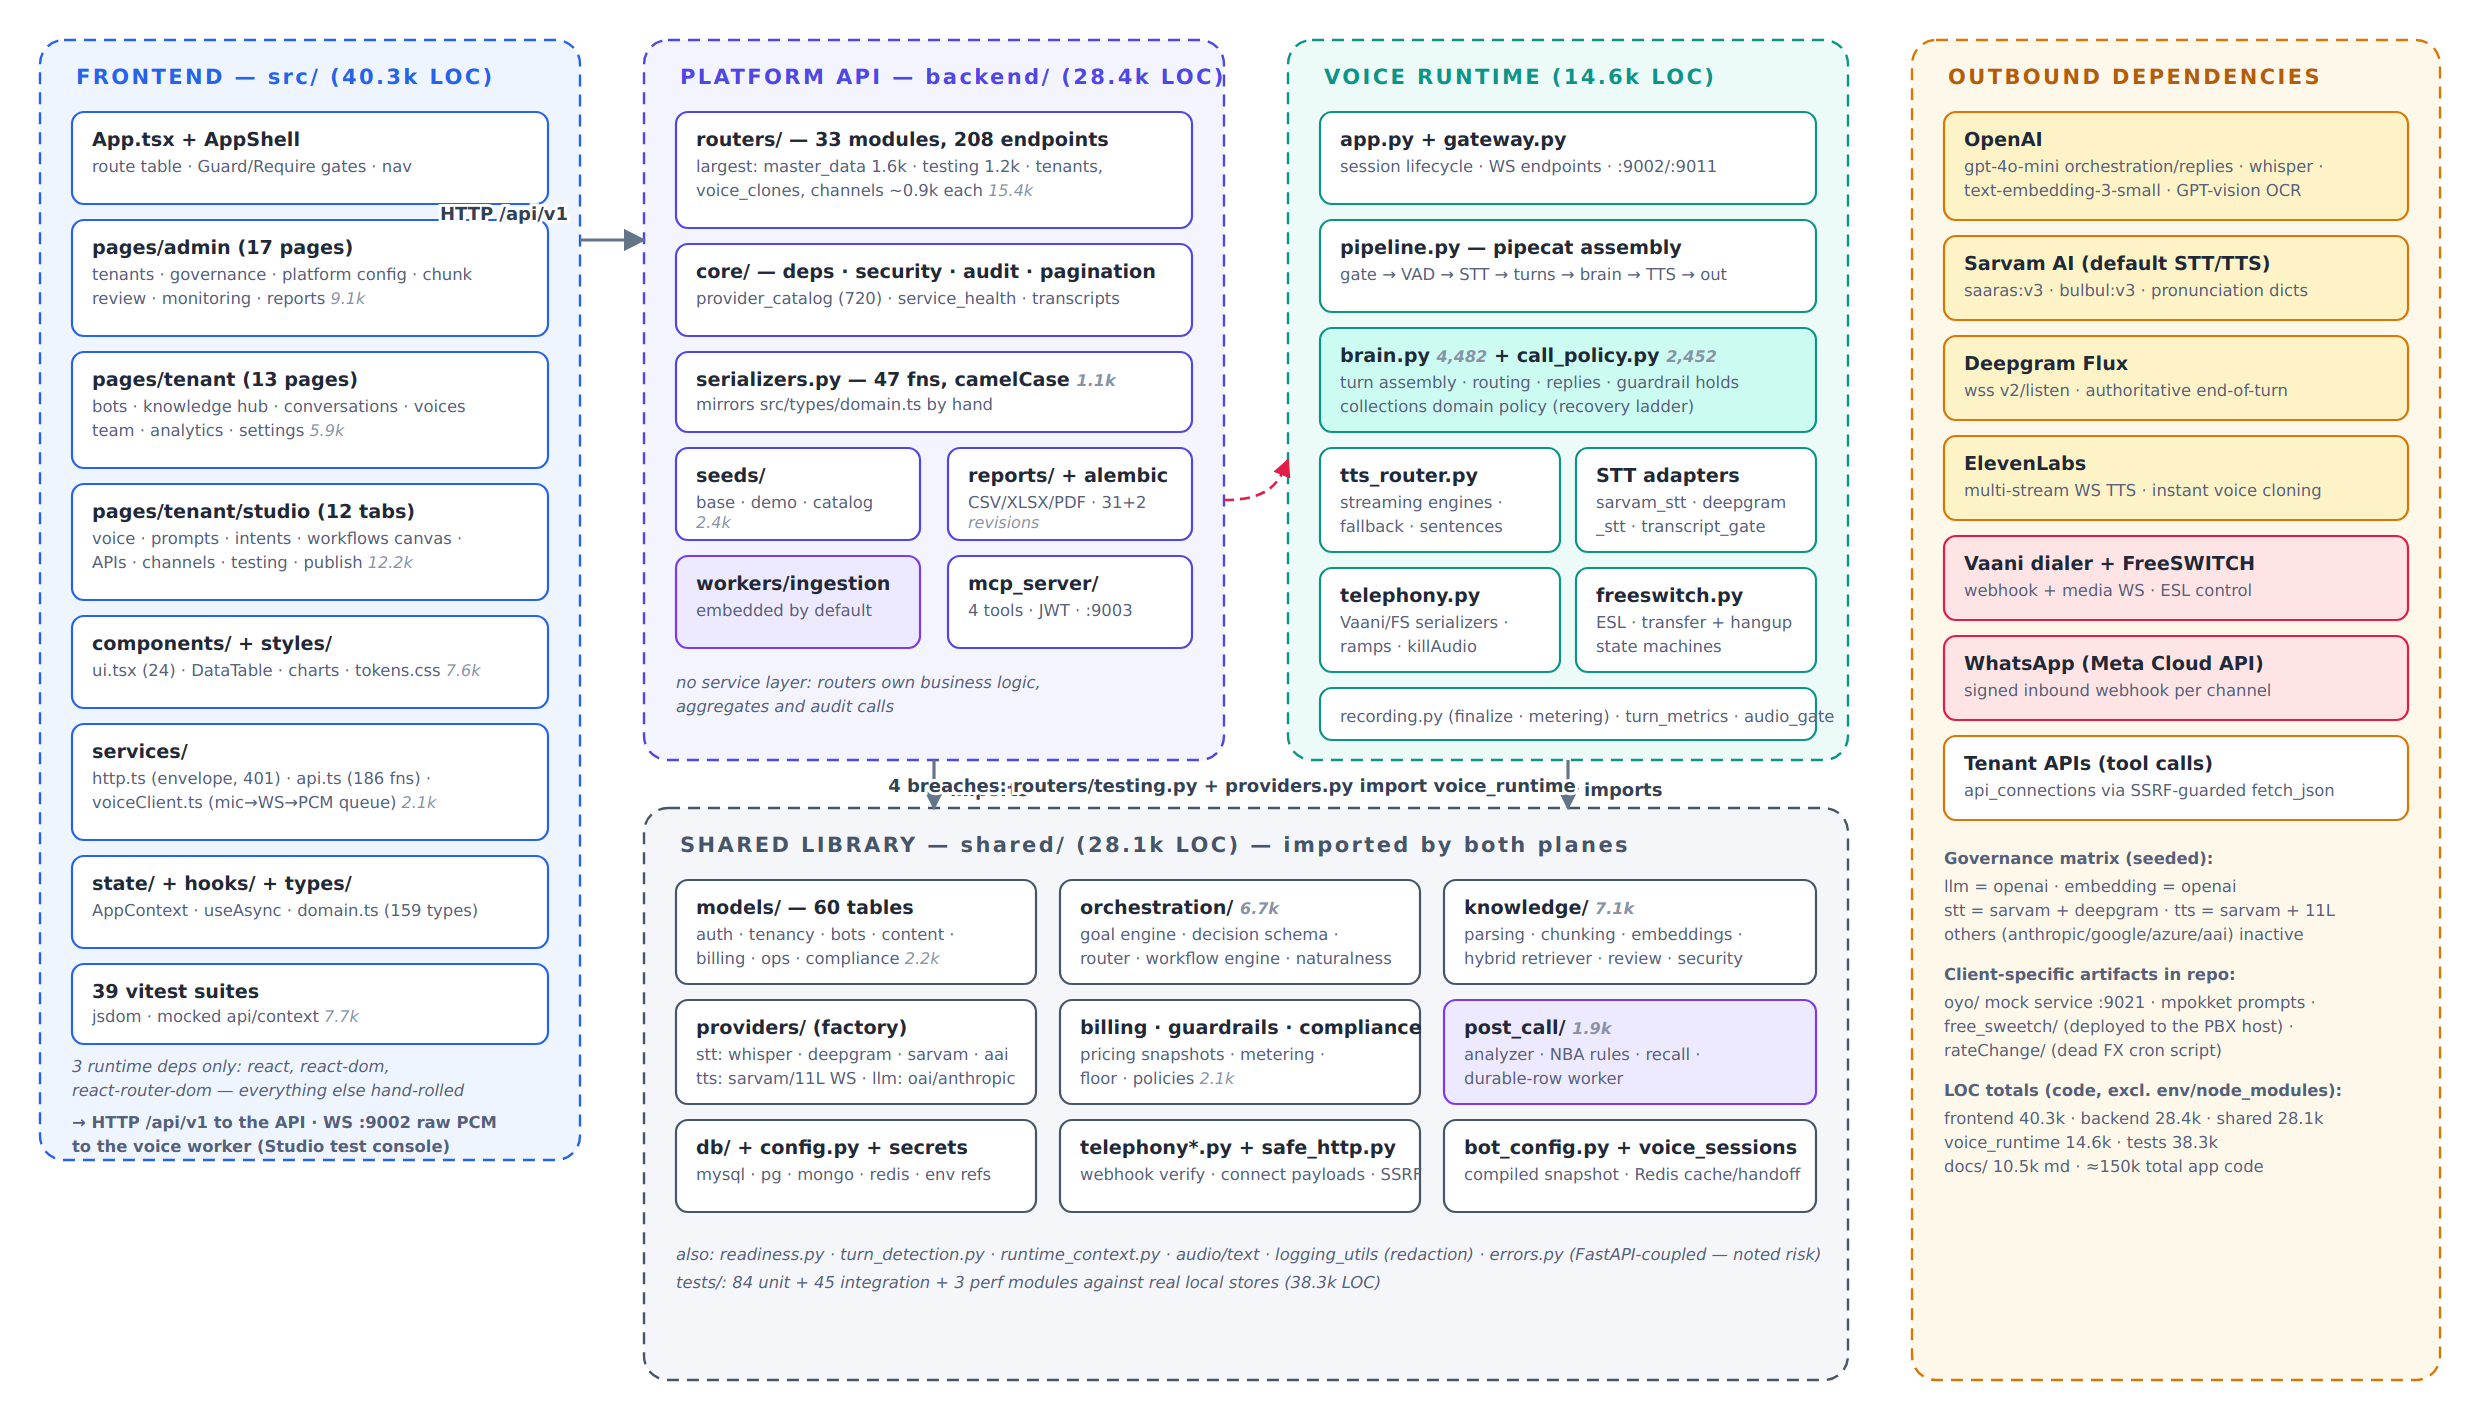 FRONTEND — src/ (40.3k LOC)
App.tsx + AppShell
route table · Guard/Require gates · nav
HTTP /api/v1
pages/admin (17 pages)
tenants · governance · platform config · chunk
review · monitoring · reports 9.1k
pages/tenant (13 pages)
bots · knowledge hub · conversations · voices
team · analytics · settings 5.9k
pages/tenant/studio (12 tabs)
voice · prompts · intents · workflows canvas ·
APIs · channels · testing · publish 12.2k
components/ + styles/
ui.tsx (24) · DataTable · charts · tokens.css 7.6k
services/
http.ts (envelope, 401) · api.ts (186 fns) ·
voiceClient.ts (mic→WS→PCM queue) 2.1k
state/ + hooks/ + types/
AppContext · useAsync · domain.ts (159 types)
39 vitest suites
jsdom · mocked api/context 7.7k
3 runtime deps only: react, react-dom,
react-router-dom — everything else hand-rolled
→ HTTP /api/v1 to the API · WS :9002 raw PCM
to the voice worker (Studio test console)
PLATFORM API — backend/ (28.4k LOC)
routers/ — 33 modules, 208 endpoints
largest: master_data 1.6k · testing 1.2k · tenants,
voice_clones, channels ~0.9k each 15.4k
core/ — deps · security · audit · pagination
provider_catalog (720) · service_health · transcripts
serializers.py — 47 fns, camelCase 1.1k
mirrors src/types/domain.ts by hand
seeds/
base · demo · catalog
2.4k
reports/ + alembic
CSV/XLSX/PDF · 31+2
revisions
workers/ingestion
embedded by default
mcp_server/
4 tools · JWT · :9003
no service layer: routers own business logic,
aggregates and audit calls
VOICE RUNTIME (14.6k LOC)
app.py + gateway.py
session lifecycle · WS endpoints · :9002/:9011
pipeline.py — pipecat assembly
gate → VAD → STT → turns → brain → TTS → out
brain.py 4,482 + call_policy.py 2,452
turn assembly · routing · replies · guardrail holds
collections domain policy (recovery ladder)
tts_router.py
streaming engines ·
fallback · sentences
STT adapters
sarvam_stt · deepgram
_stt · transcript_gate
telephony.py
Vaani/FS serializers ·
ramps · killAudio
freeswitch.py
ESL · transfer + hangup
state machines
recording.py (finalize · metering) · turn_metrics · audio_gate
4 breaches: routers/testing.py + providers.py import voice_runtime
imports
imports
SHARED LIBRARY — shared/ (28.1k LOC) — imported by both planes
models/ — 60 tables
auth · tenancy · bots · content ·
billing · ops · compliance 2.2k
orchestration/ 6.7k
goal engine · decision schema ·
router · workflow engine · naturalness
knowledge/ 7.1k
parsing · chunking · embeddings ·
hybrid retriever · review · security
providers/ (factory)
stt: whisper · deepgram · sarvam · aai
tts: sarvam/11L WS · llm: oai/anthropic
billing · guardrails · compliance
pricing snapshots · metering ·
floor · policies 2.1k
post_call/ 1.9k
analyzer · NBA rules · recall ·
durable-row worker
db/ + config.py + secrets
mysql · pg · mongo · redis · env refs
telephony*.py + safe_http.py
webhook verify · connect payloads · SSRF
bot_config.py + voice_sessions
compiled snapshot · Redis cache/handoff
also: readiness.py · turn_detection.py · runtime_context.py · audio/text · logging_utils (redaction) · errors.py (FastAPI-coupled — noted risk)
tests/: 84 unit + 45 integration + 3 perf modules against real local stores (38.3k LOC)
OUTBOUND DEPENDENCIES
OpenAI
gpt-4o-mini orchestration/replies · whisper ·
text-embedding-3-small · GPT-vision OCR
Sarvam AI (default STT/TTS)
saaras:v3 · bulbul:v3 · pronunciation dicts
Deepgram Flux
wss v2/listen · authoritative end-of-turn
ElevenLabs
multi-stream WS TTS · instant voice cloning
Vaani dialer + FreeSWITCH
webhook + media WS · ESL control
WhatsApp (Meta Cloud API)
signed inbound webhook per channel
Tenant APIs (tool calls)
api_connections via SSRF-guarded fetch_json
Governance matrix (seeded):
llm = openai · embedding = openai
stt = sarvam + deepgram · tts = sarvam + 11L
others (anthropic/google/azure/aai) inactive
Client-specific artifacts in repo:
oyo/ mock service :9021 · mpokket prompts ·
free_sweetch/ (deployed to the PBX host) ·
rateChange/ (dead FX cron script)
LOC totals (code, excl. env/node_modules):
frontend 40.3k · backend 28.4k · shared 28.1k
voice_runtime 14.6k · tests 38.3k
docs/ 10.5k md · ≈150k total app code